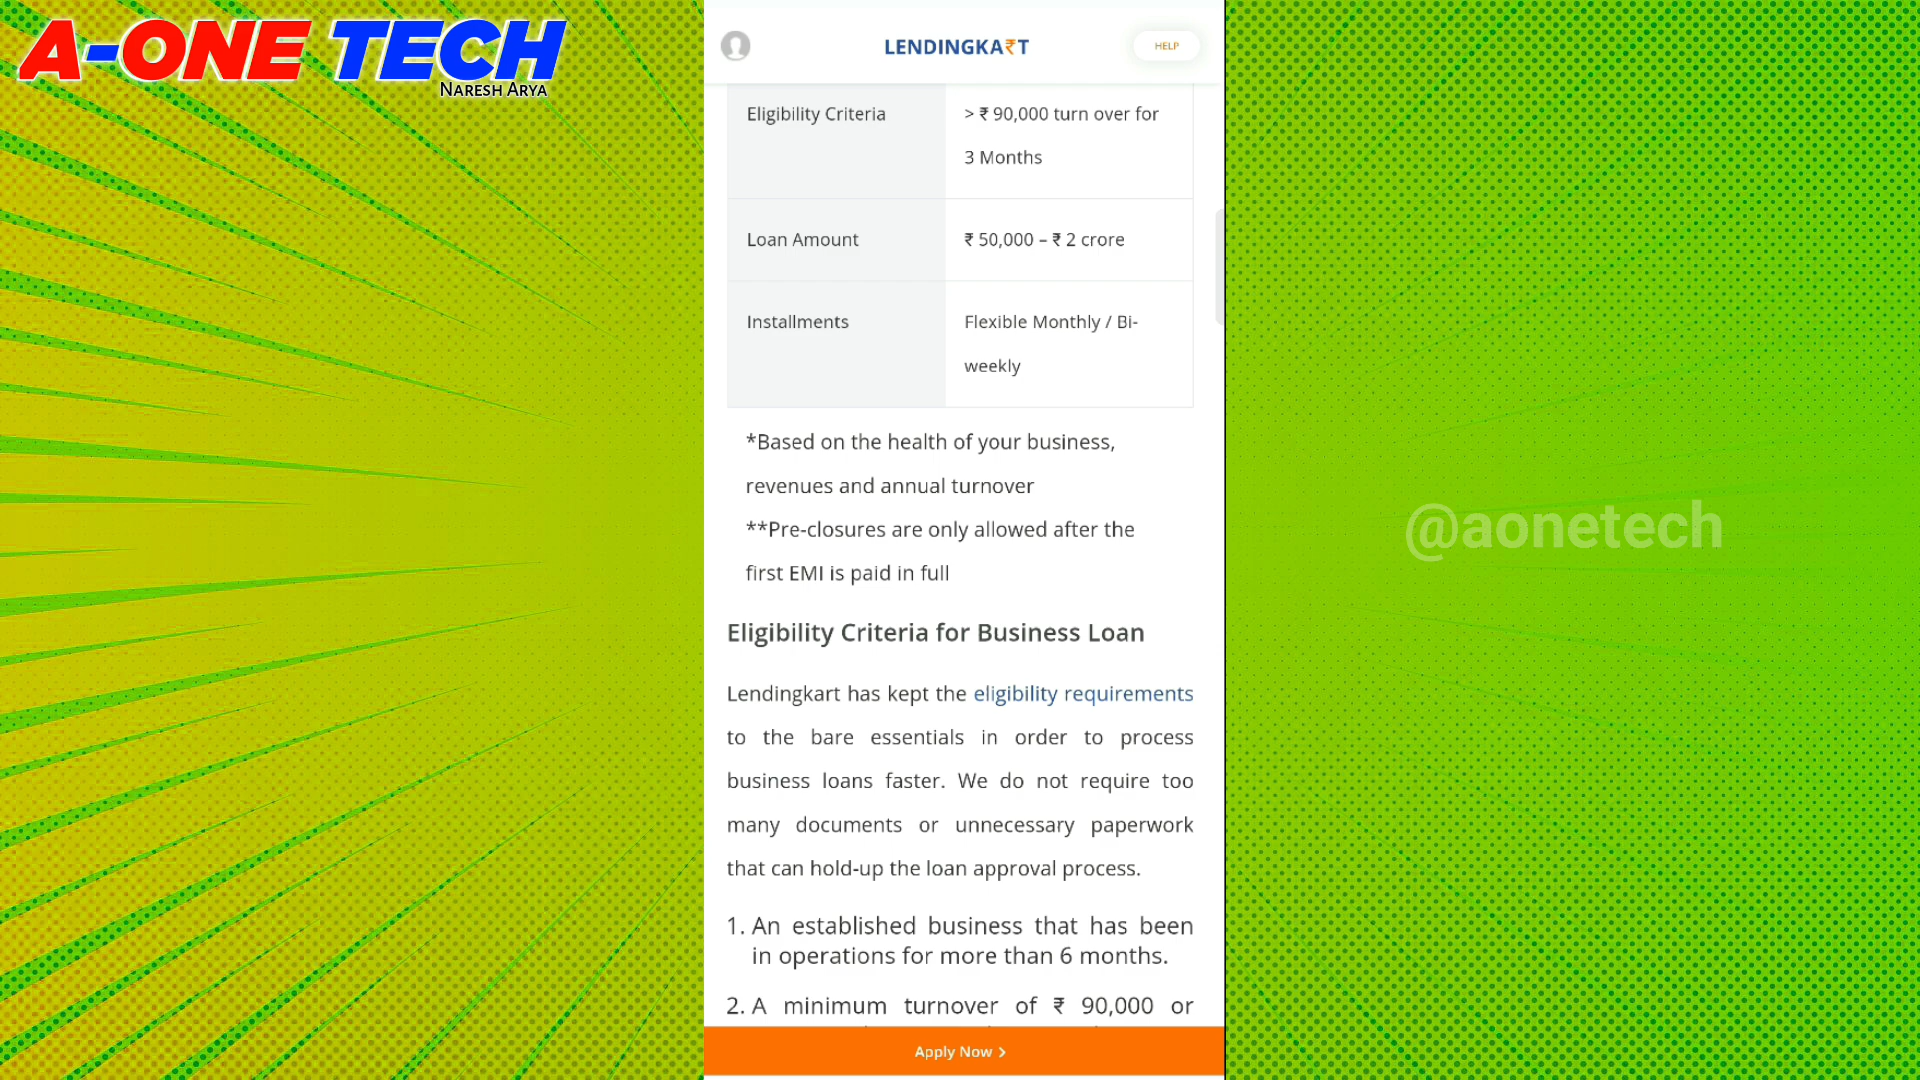 A-ONE TECH
NARESH ARYA
LENDINGKA₹T
HELP
Eligibility Criteria
> ₹ 90,000 turn over for
3 Months
Loan Amount
₹ 50,000 – ₹ 2 crore
Installments
Flexible Monthly / Bi-
weekly
*Based on the health of your business,
revenues and annual turnover
**Pre-closures are only allowed after the
first EMI is paid in full
Eligibility Criteria for Business Loan
Lendingkart has kept the eligibility requirements
to the bare essentials in order to process
business loans faster. We do not require too
many documents or unnecessary paperwork
that can hold-up the loan approval process.
1. An established business that has been
in operations for more than 6 months.
2. A minimum turnover of ₹ 90,000 or
Apply Now >
@aonetech